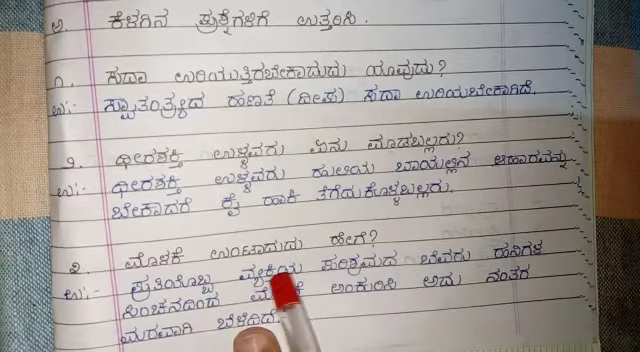 ಅ. ಕೆಳಗಿನ ಪ್ರಶ್ನೆಗಳಿಗೆ ಉತ್ತರಿಸಿ.
೧. ಸದಾ ಉರಿಯುತ್ತಿರಬೇಕಾದುದು ಯಾವುದು?
ಉ:- ಸ್ವಾತಂತ್ರ್ಯದ ಹಣತೆ (ದೀಪ) ಸದಾ ಉರಿಯಬೇಕಾಗಿದೆ.
೨. ಧೀರಶಕ್ತಿ ಉಳ್ಳವರು ಏನು ಮಾಡಬಲ್ಲರು?
ಉ:- ಧೀರಶಕ್ತಿ ಉಳ್ಳವರು ಹುಲಿಯ ಬಾಯಲ್ಲಿನ ಆಹಾರವನ್ನು
ಬೇಕಾದರೆ ಕೈ ಹಾಕಿ ತೆಗೆದುಕೊಳ್ಳಬಲ್ಲರು.
೩. ಮೊಳಕೆ ಉಂಟಾದುದು ಹೇಗೆ?
ಉ:- ಪ್ರತಿಯೊಬ್ಬ ವ್ಯಕ್ತಿಯ ಪರಿಶ್ರಮದ ಬೆವರು ಹನಿಗಳ
ಸಿಂಚನದಿಂದ ಅಂಕುರಿಸಿ ಅದು ನಂತರ
ಮರವಾಗಿ ಬೆಳೆದಿದೆ.